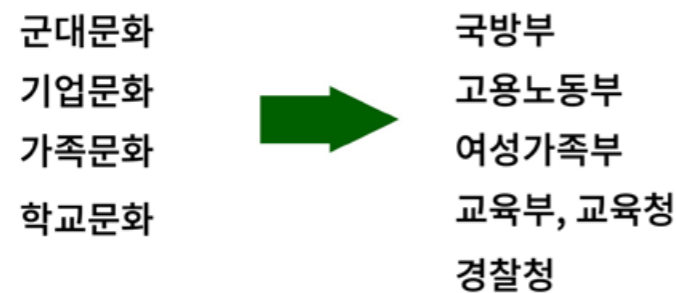 군대문화
기업문화
가족문화
학교문화
국방부
고용노동부
여성가족부
교육부, 교육청
경찰청